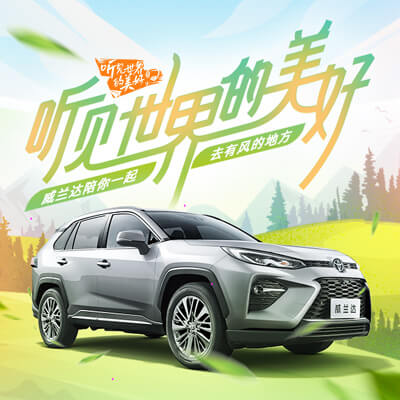 听见世界
的美好
听见世界的美好
威兰达陪你一起
去有风的地方
威兰达